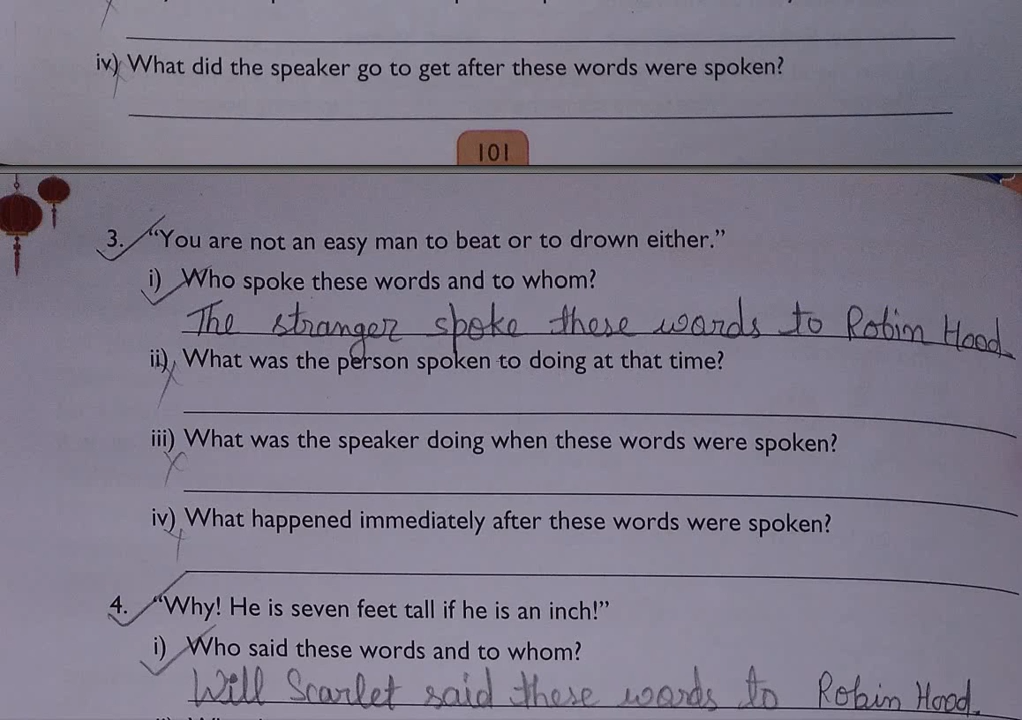 iv) What did the speaker go to get after these words were spoken?
101
3. “You are not an easy man to beat or to drown either.”
i) Who spoke these words and to whom?
The stranger spoke these words to Robin Hood.
ii) What was the person spoken to doing at that time?
iii) What was the speaker doing when these words were spoken?
iv) What happened immediately after these words were spoken?
4. “Why! He is seven feet tall if he is an inch!”
i) Who said these words and to whom?
Will Scarlet said these words to Robin Hood.